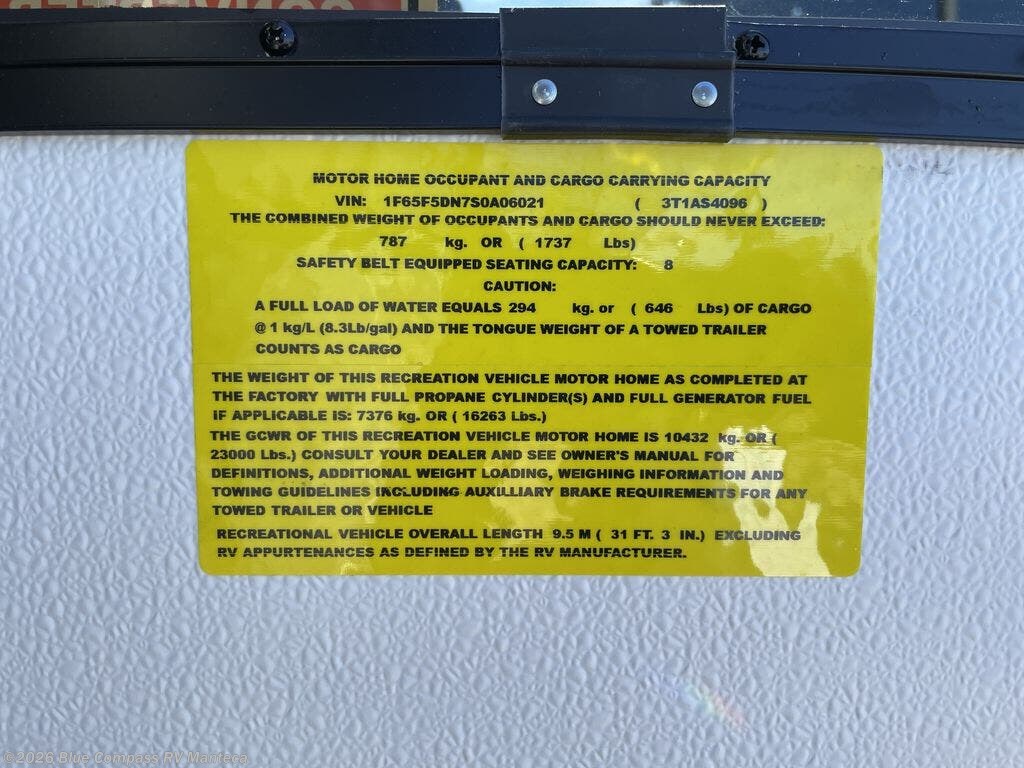 MOTOR HOME OCCUPANT AND CARGO CARRYING CAPACITY
VIN: 1F65F5DN7S0A06021 ( 3T1AS4096 )
THE COMBINED WEIGHT OF OCCUPANTS AND CARGO SHOULD NEVER EXCEED:
787 kg. OR ( 1737 Lbs)
SAFETY BELT EQUIPPED SEATING CAPACITY: 8
CAUTION:
A FULL LOAD OF WATER EQUALS 294 kg. or ( 646 Lbs) OF CARGO
@ 1 kg/L (8.3Lb/gal) AND THE TONGUE WEIGHT OF A TOWED TRAILER
COUNTS AS CARGO
THE WEIGHT OF THIS RECREATION VEHICLE MOTOR HOME AS COMPLETED AT
THE FACTORY WITH FULL PROPANE CYLINDER(S) AND FULL GENERATOR FUEL
IF APPLICABLE IS: 7376 kg. OR ( 16263 Lbs.)
THE GCWR OF THIS RECREATION VEHICLE MOTOR HOME IS 10432 kg. OR (
23000 Lbs.) CONSULT YOUR DEALER AND SEE OWNER'S MANUAL FOR
DEFINITIONS, ADDITIONAL WEIGHT LOADING, WEIGHING INFORMATION AND
TOWING GUIDELINES INCLUDING AUXILLIARY BRAKE REQUIREMENTS FOR ANY
TOWED TRAILER OR VEHICLE
RECREATIONAL VEHICLE OVERALL LENGTH 9.5 M ( 31 FT. 3 IN.) EXCLUDING
RV APPURTENANCES AS DEFINED BY THE RV MANUFACTURER.
©2026 Blue Compass RV Manteca